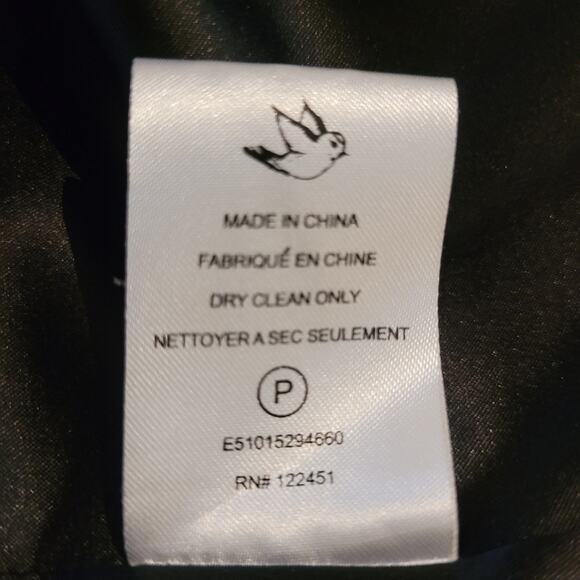 MADE IN CHINA
FABRIQUÉ EN CHINE
DRY CLEAN ONLY
NETTOYER A SEC SEULEMENT
P
E51015294660
RN# 122451